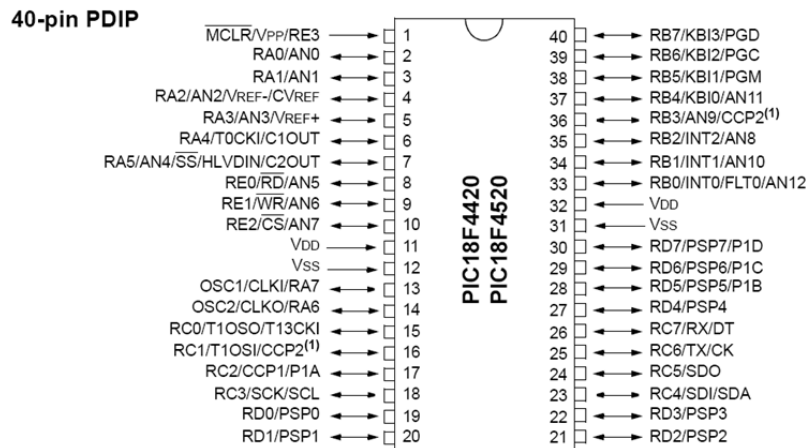 40-pin PDIP
MCLR/VPP/RE3 1
RA0/AN0 2
RA1/AN1 3
RA2/AN2/VREF-/CVREF 4
RA3/AN3/VREF+ 5
RA4/T0CKI/C1OUT 6
RA5/AN4/SS/HLVDIN/C2OUT 7
RE0/RD/AN5 8
RE1/WR/AN6 9
RE2/CS/AN7 10
VDD 11
VSS 12
OSC1/CLKI/RA7 13
OSC2/CLKO/RA6 14
RC0/T1OSO/T13CKI 15
RC1/T1OSI/CCP2(1) 16
RC2/CCP1/P1A 17
RC3/SCK/SCL 18
RD0/PSP0 19
RD1/PSP1 20
PIC18F4420
PIC18F4520
40 RB7/KBI3/PGD
39 RB6/KBI2/PGC
38 RB5/KBI1/PGM
37 RB4/KBI0/AN11
36 RB3/AN9/CCP2(1)
35 RB2/INT2/AN8
34 RB1/INT1/AN10
33 RB0/INT0/FLT0/AN12
32 VDD
31 VSS
30 RD7/PSP7/P1D
29 RD6/PSP6/P1C
28 RD5/PSP5/P1B
27 RD4/PSP4
26 RC7/RX/DT
25 RC6/TX/CK
24 RC5/SDO
23 RC4/SDI/SDA
22 RD3/PSP3
21 RD2/PSP2